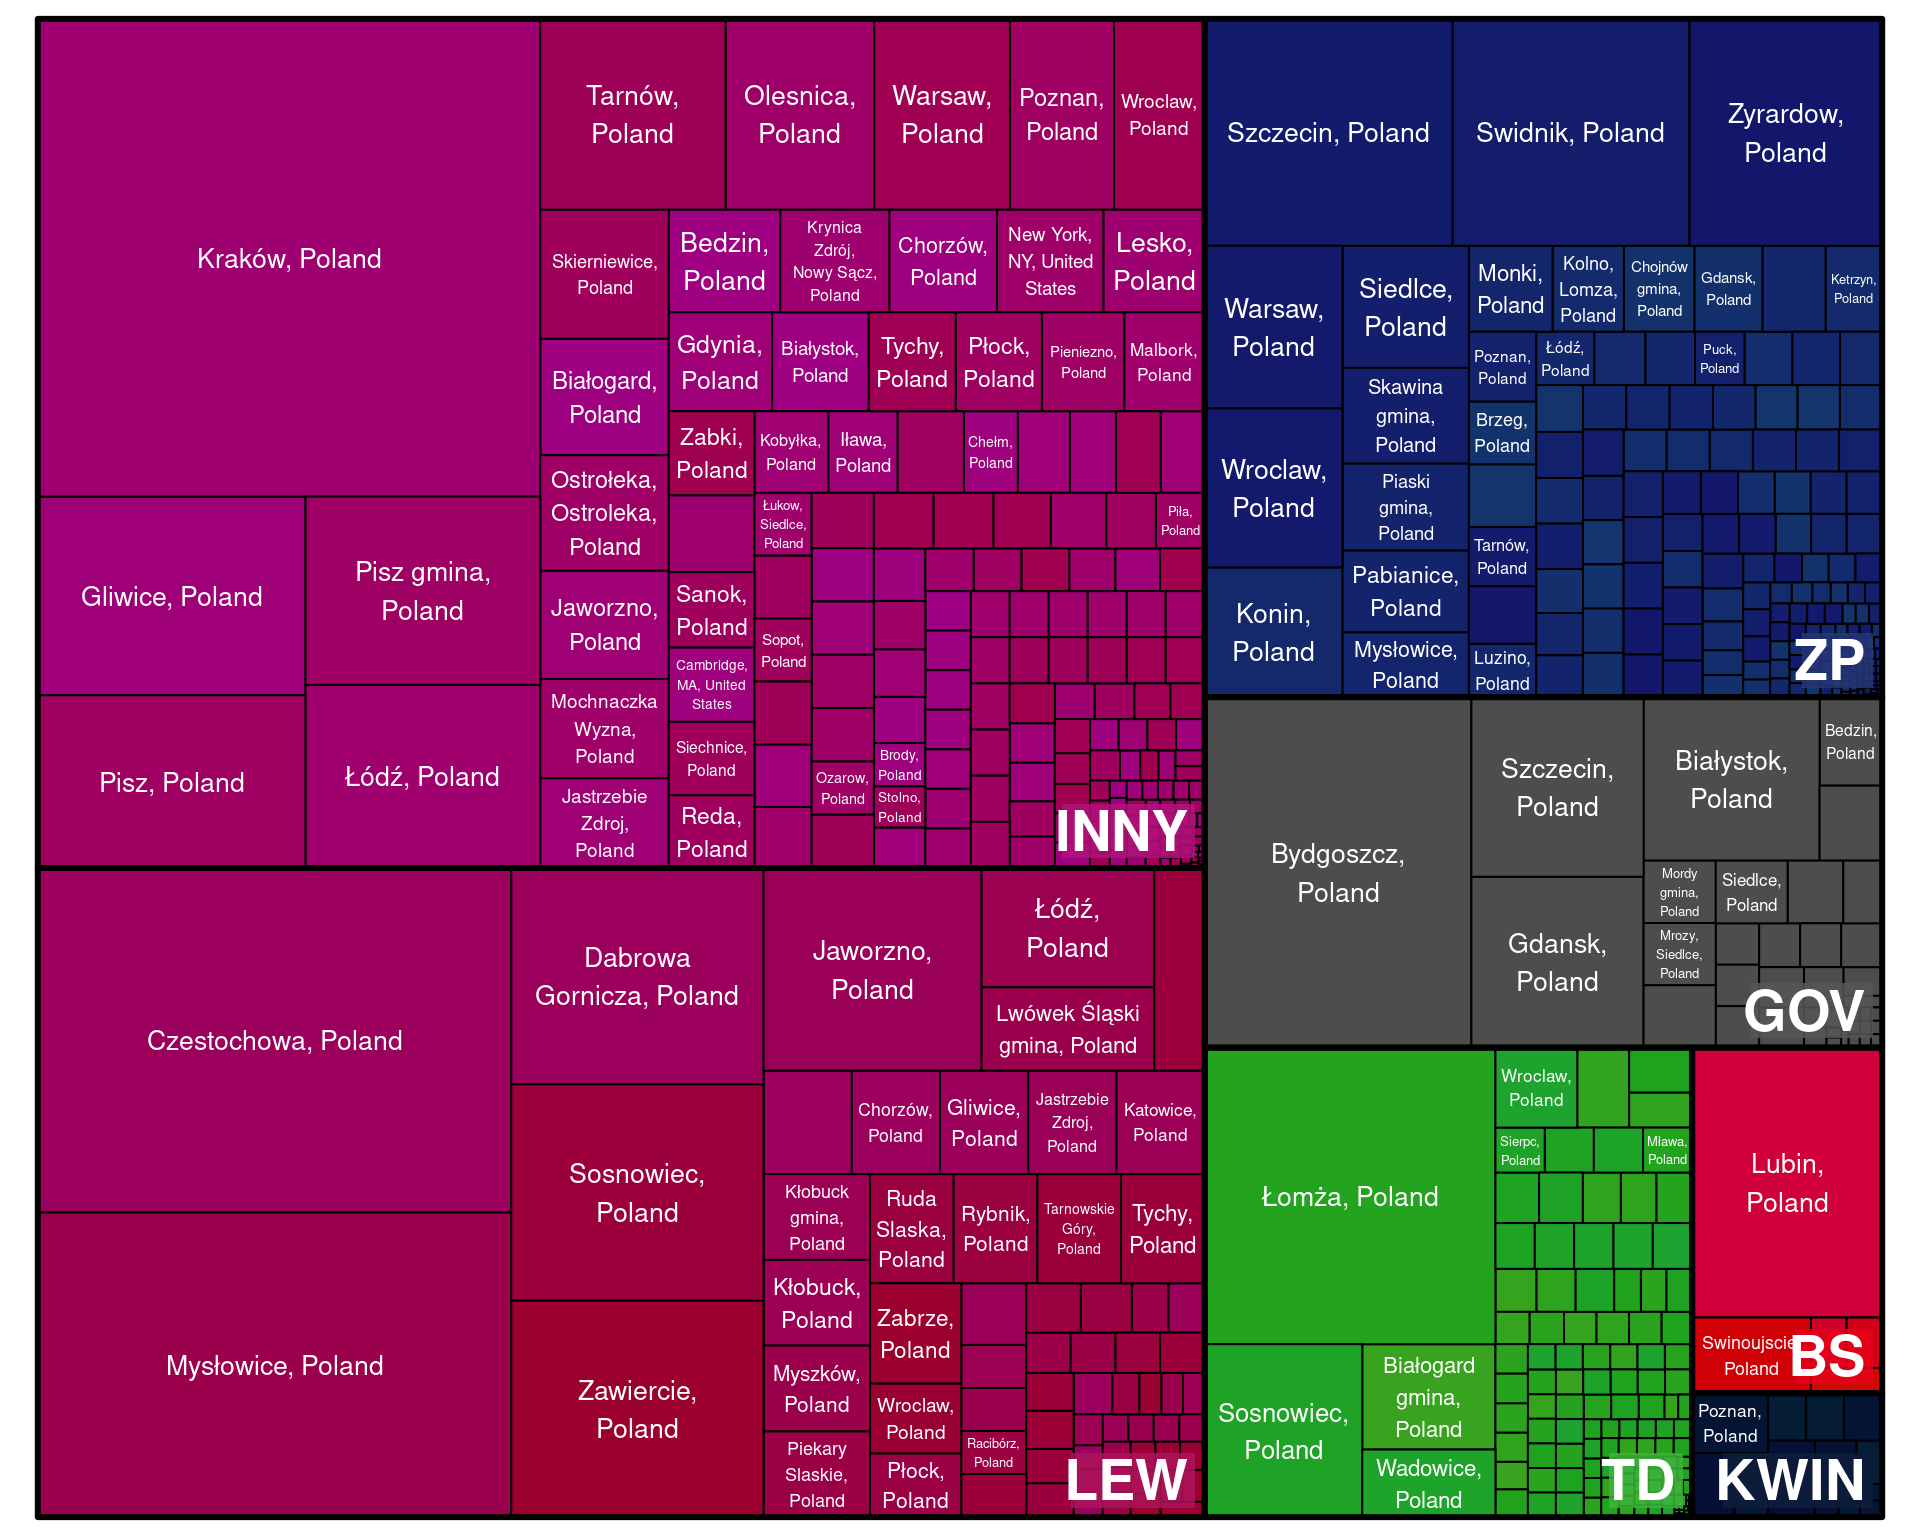 Kraków, Poland
Gliwice, Poland
Pisz gmina,
Poland
Pisz, Poland
Łódź, Poland
Tarnów,
Poland
Olesnica,
Poland
Warsaw,
Poland
Poznan,
Poland
Wroclaw,
Poland
Skierniewice,
Poland
Białogard,
Poland
Ostrołeka,
Ostroleka,
Poland
Jaworzno,
Poland
Mochnaczka
Wyzna,
Poland
Jastrzebie
Zdroj,
Poland
Bedzin,
Poland
Krynica
Zdrój,
Nowy Sącz,
Poland
Chorzów,
Poland
New York,
NY, United
States
Lesko,
Poland
Gdynia,
Poland
Białystok,
Poland
Tychy,
Poland
Płock,
Poland
Pieniezno,
Poland
Malbork,
Poland
Zabki,
Poland
Kobyłka,
Poland
Iława,
Poland
Chełm,
Poland
Łukow,
Siedlce,
Poland
Piła,
Poland
Sanok,
Poland
Sopot,
Poland
Cambridge,
MA, United
States
Siechnice,
Poland
Reda,
Poland
Ozarow,
Poland
Brody,
Poland
Stolno,
Poland
INNY
Czestochowa, Poland
Mysłowice, Poland
Dabrowa
Gornicza, Poland
Sosnowiec,
Poland
Zawiercie,
Poland
Jaworzno,
Poland
Łódź,
Poland
Lwówek Śląski
gmina, Poland
Chorzów,
Poland
Gliwice,
Poland
Jastrzebie
Zdroj,
Poland
Katowice,
Poland
Kłobuck
gmina,
Poland
Ruda
Slaska,
Poland
Rybnik,
Poland
Tarnowskie
Góry,
Poland
Tychy,
Poland
Kłobuck,
Poland
Zabrze,
Poland
Myszków,
Poland
Wroclaw,
Poland
Piekary
Slaskie,
Poland
Płock,
Poland
Racibórz,
Poland
LEW
Szczecin, Poland
Swidnik, Poland
Zyrardow,
Poland
Warsaw,
Poland
Wroclaw,
Poland
Konin,
Poland
Siedlce,
Poland
Skawina
gmina,
Poland
Piaski
gmina,
Poland
Pabianice,
Poland
Mysłowice,
Poland
Monki,
Poland
Kolno,
Lomza,
Poland
Chojnów
gmina,
Poland
Gdansk,
Poland
Ketrzyn,
Poland
Poznan,
Poland
Łódź,
Poland
Puck,
Poland
Brzeg,
Poland
Tarnów,
Poland
Luzino,
Poland
ZP
Bydgoszcz,
Poland
Szczecin,
Poland
Gdansk,
Poland
Białystok,
Poland
Bedzin,
Poland
Mordy
gmina,
Poland
Siedlce,
Poland
Mrozy,
Siedlce,
Poland
GOV
Łomża, Poland
Sosnowiec,
Poland
Białogard
gmina,
Poland
Wadowice,
Poland
Wroclaw,
Poland
Sierpc,
Poland
Mława,
Poland
TD
Lubin,
Poland
Swinoujscie,
Poland
BS
Poznan,
Poland
KWIN